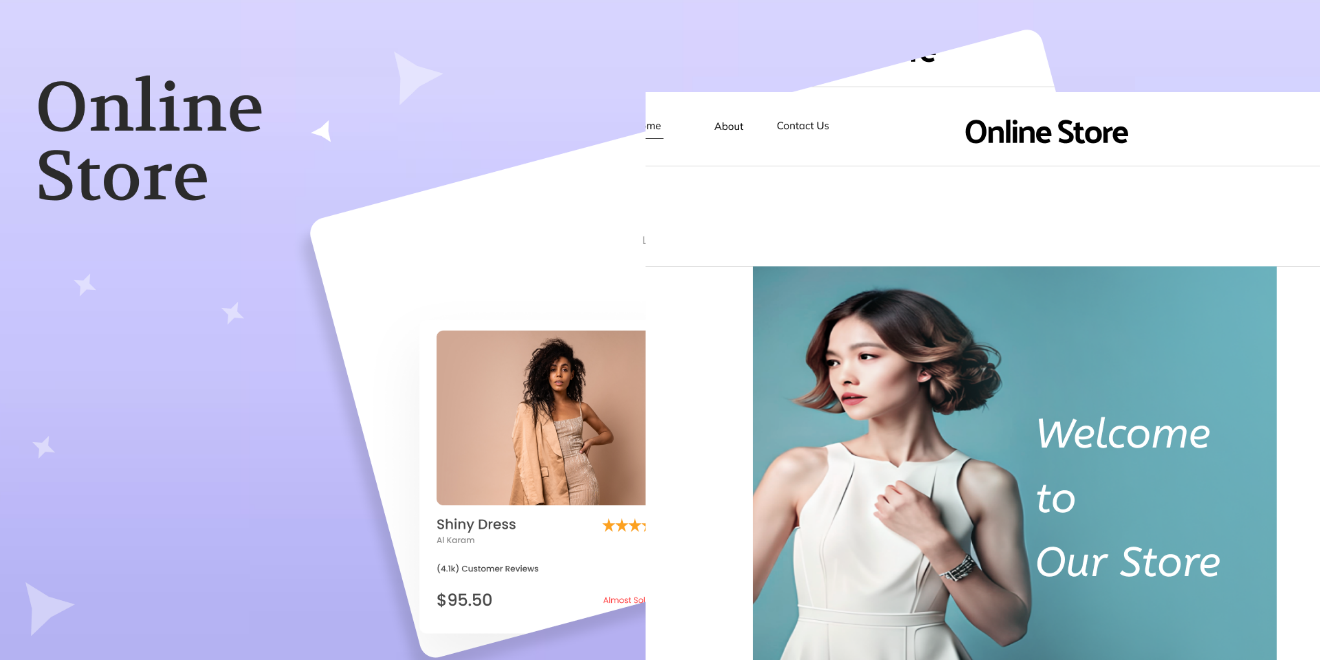 Online
Store
About
Contact Us
Online Store
Welcome
to
Our Store
Shiny Dress
Al Karam
(4.1k) Customer Reviews
$95.50
Almost